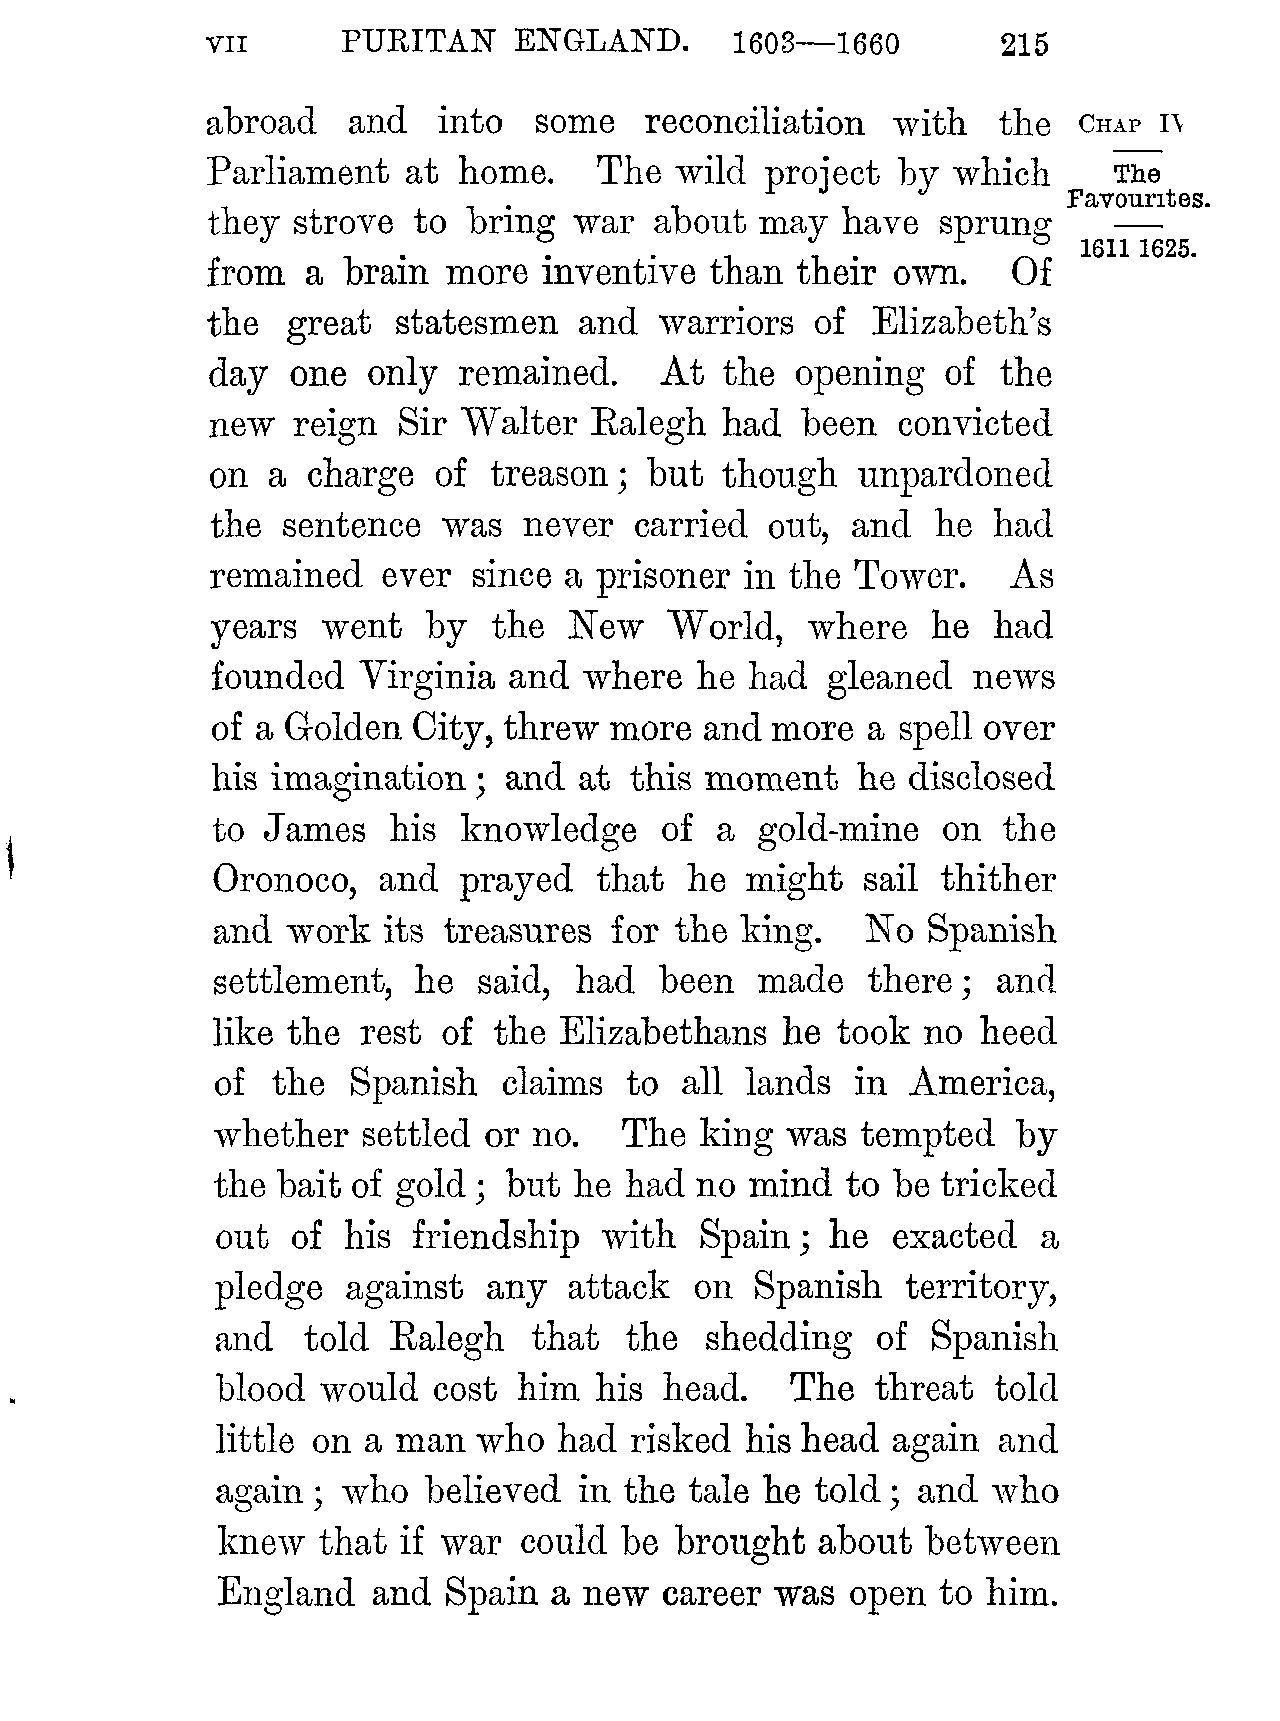 VII PURITAN ENGLAND. 1603—1660 215
abroad and into some reconciliation with the
Parliament at home. The wild project by which
they strove to bring war about may have sprung
from a brain more inventive than their own. Of
the great statesmen and warriors of Elizabeth's
day one only remained. At the opening of the
new reign Sir Walter Ralegh had been convicted
on a charge of treason; but though unpardoned
the sentence was never carried out, and he had
remained ever since a prisoner in the Tower. As
years went by the New World, where he had
founded Virginia and where he had gleaned news
of a Golden City, threw more and more a spell over
his imagination; and at this moment he disclosed
to James his knowledge of a gold-mine on the
Oronoco, and prayed that he might sail thither
and work its treasures for the king. No Spanish
settlement, he said, had been made there; and
like the rest of the Elizabethans he took no heed
of the Spanish claims to all lands in America,
whether settled or no. The king was tempted by
the bait of gold; but he had no mind to be tricked
out of his friendship with Spain; he exacted a
pledge against any attack on Spanish territory,
and told Ralegh that the shedding of Spanish
blood would cost him his head. The threat told
little on a man who had risked his head again and
again; who believed in the tale he told; and who
knew that if war could be brought about between
England and Spain a new career was open to him.
CHAP IV
The
Favourites.
1611 1625.